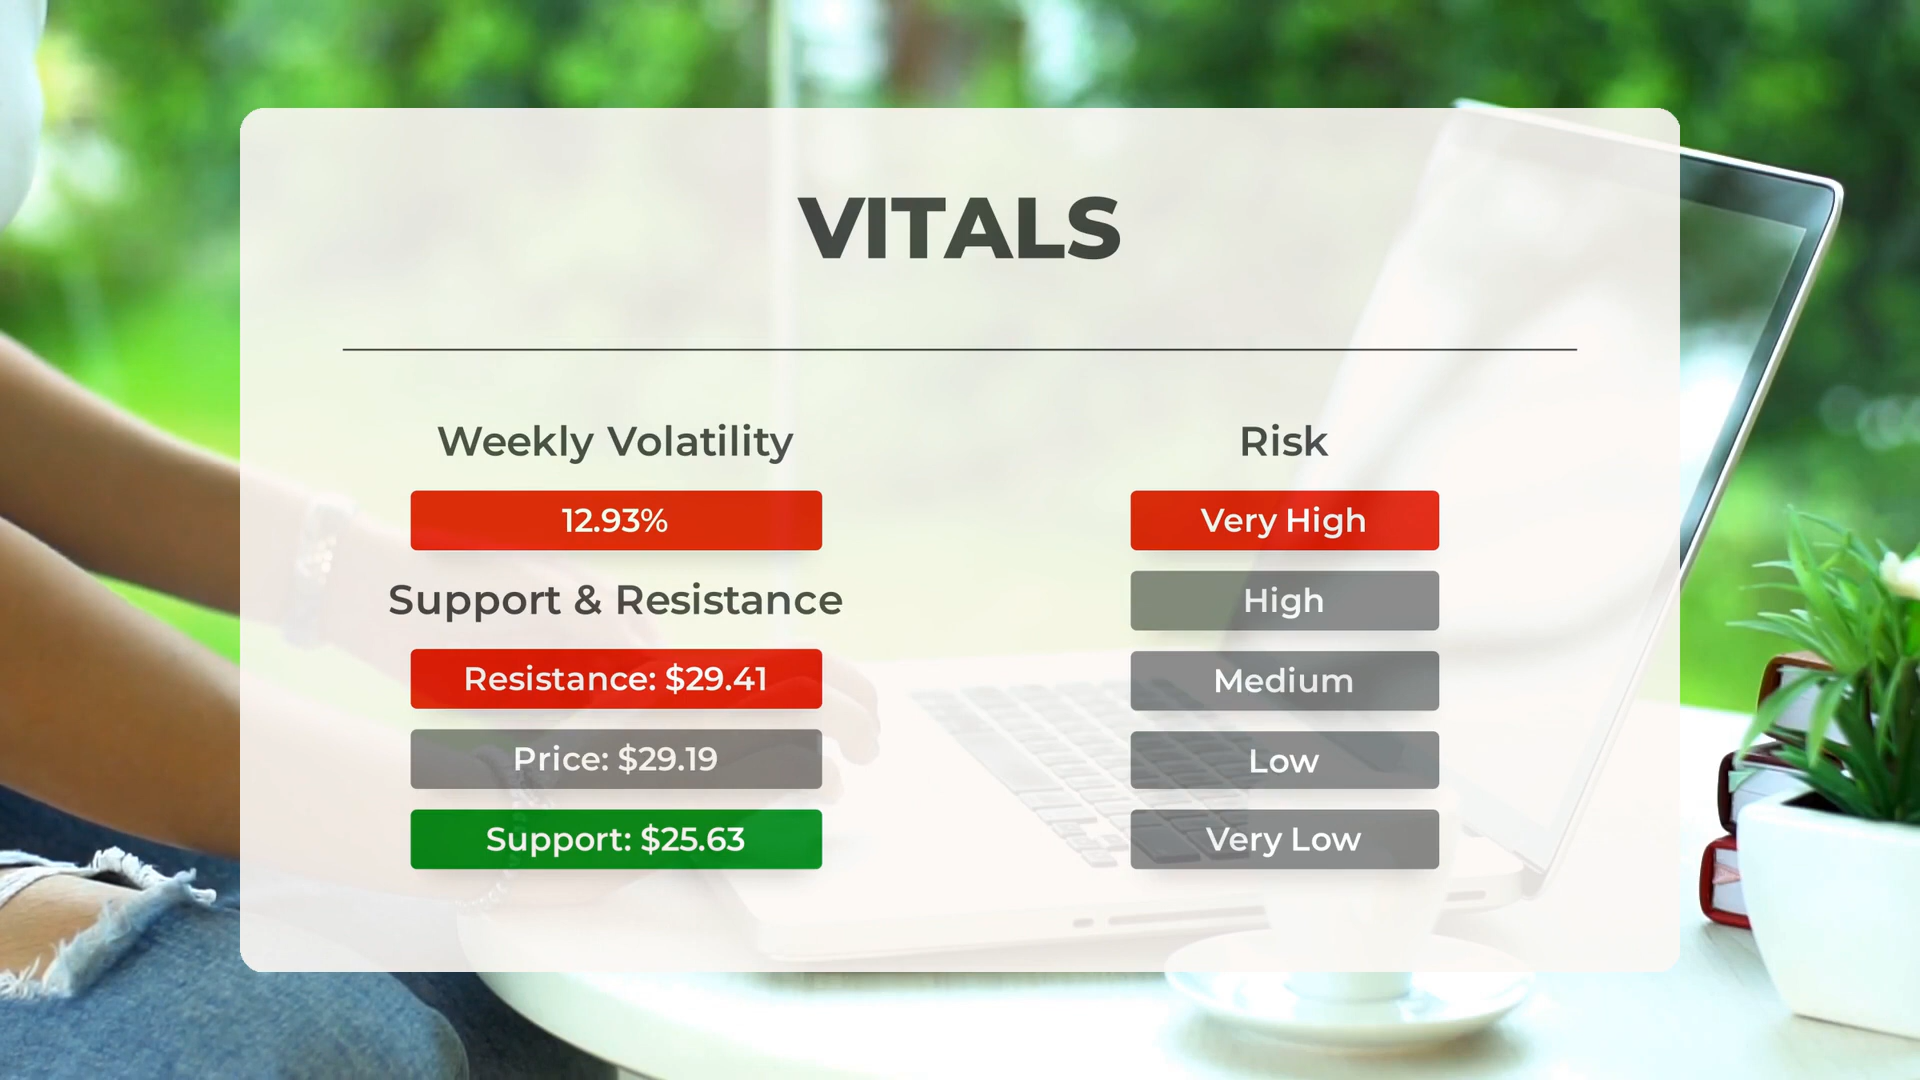 VITALS
Weekly Volatility
12.93%
Support & Resistance
Resistance: $29.41
Price: $29.19
Support: $25.63
Risk
Very High
High
Medium
Low
Very Low